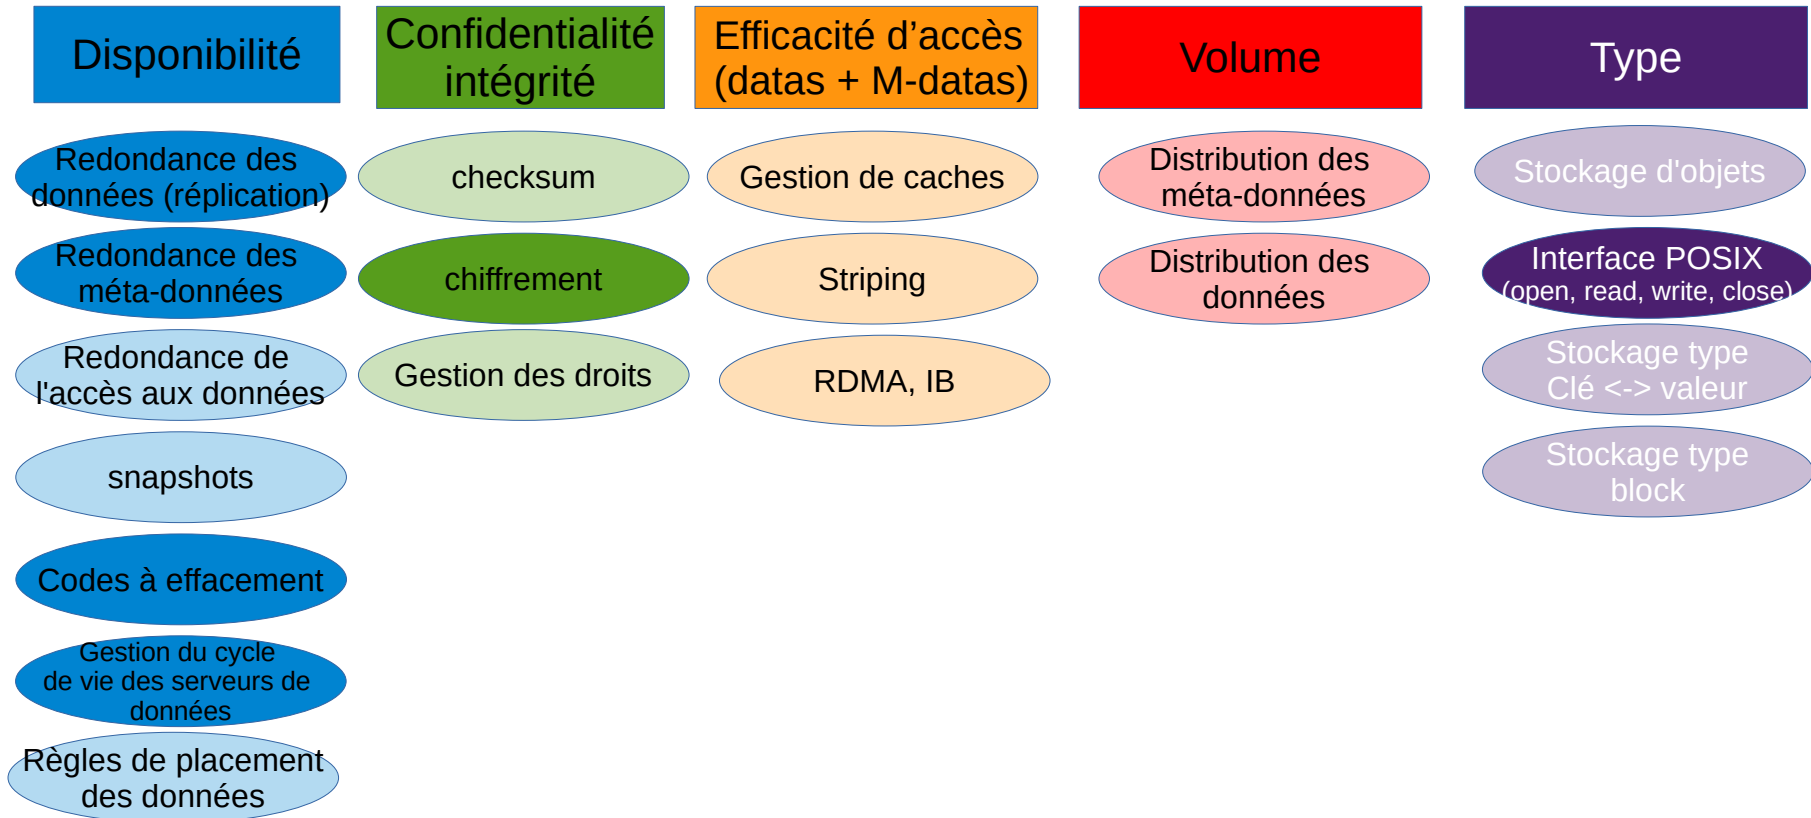 Disponibilité
Confidentialité
intégrité
Efficacité d’accès
(datas + M-datas)
Volume
Type
Redondance des
données (réplication)
Redondance des
méta-données
Redondance de
l'accès aux données
snapshots
Codes à effacement
Gestion du cycle
de vie des serveurs de
données
Règles de placement
des données
checksum
chiffrement
Gestion des droits
Gestion de caches
Striping
RDMA, IB
Distribution des
méta-données
Distribution des
données
Stockage d'objets
Interface POSIX
(open, read, write, close)
Stockage type
Clé <-> valeur
Stockage type
block